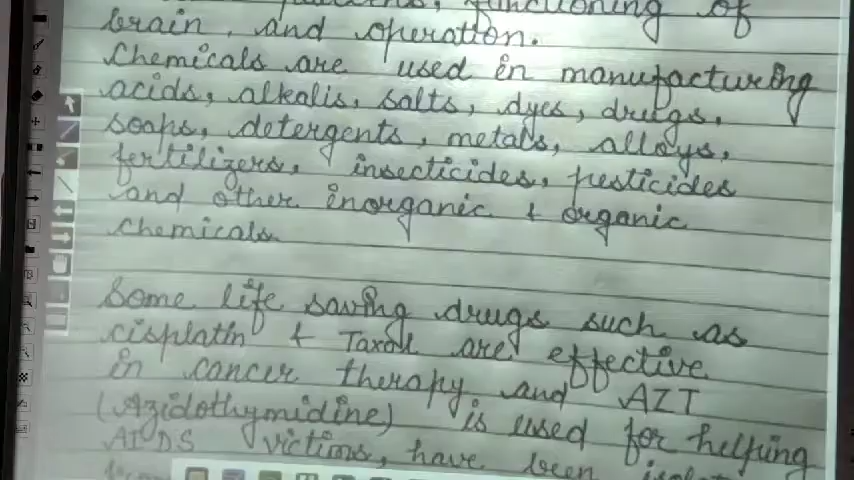 functioning of
brain, and operation.
Chemicals are used in manufacturing
acids, alkalis, salts, dyes, drugs,
soaps, detergents, metals, alloys,
fertilizers, insecticides, pesticides
and other inorganic + organic
chemicals.
Some life saving drugs such as
cisplatin + Taxol are effective
in cancer therapy and AZT
(Azidothymidine) is used for helping
AIDS victims, have been